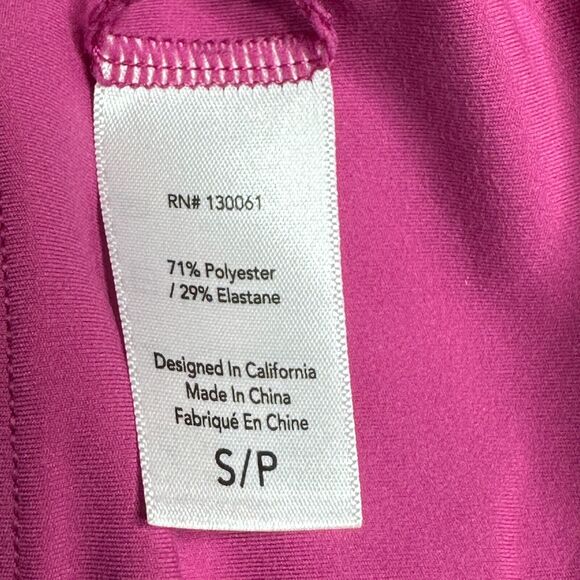 RN# 130061
71% Polyester
/ 29% Elastane
Designed In California
Made In China
Fabriqué En Chine
S/P